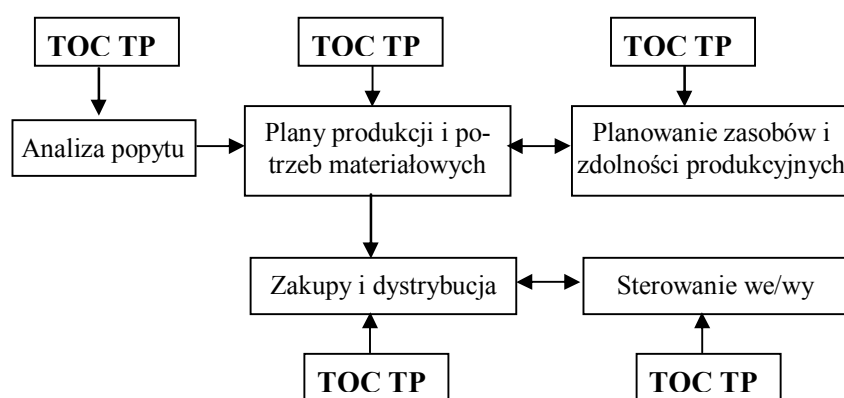 TOC TP
TOC TP
TOC TP
Analiza popytu
Plany produkcji i po-
trzeb materiałowych
Planowanie zasobów i
zdolności produkcyjnych
Zakupy i dystrybucja
Sterowanie we/wy
TOC TP
TOC TP